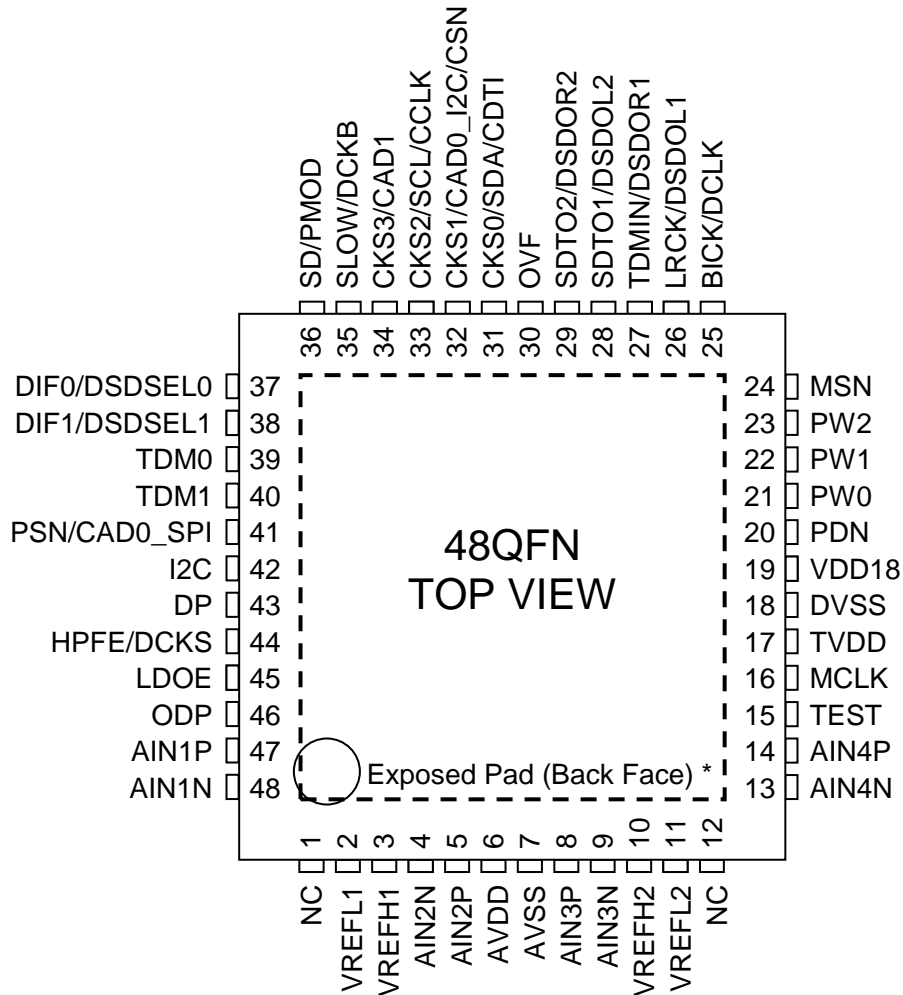 SD/PMOD
SLOW/DCKB
CKS3/CAD1
CKS2/SCL/CCLK
CKS1/CAD0_I2C/CSN
CKS0/SDA/CDTI
OVF
SDTO2/DSDOR2
SDTO1/DSDOL2
TDMIN/DSDOR1
LRCK/DSDOL1
BICK/DCLK
36
35
34
33
32
31
30
29
28
27
26
25
DIF0/DSDSEL0 37
DIF1/DSDSEL1 38
TDM0 39
TDM1 40
PSN/CAD0_SPI 41
I2C 42
DP 43
HPFE/DCKS 44
LDOE 45
ODP 46
AIN1P 47
AIN1N 48
48QFN
TOP VIEW
Exposed Pad (Back Face) *
24 MSN
23 PW2
22 PW1
21 PW0
20 PDN
19 VDD18
18 DVSS
17 TVDD
16 MCLK
15 TEST
14 AIN4P
13 AIN4N
1
2
3
4
5
6
7
8
9
10
11
12
NC
VREFL1
VREFH1
AIN2N
AIN2P
AVDD
AVSS
AIN3P
AIN3N
VREFH2
VREFL2
NC